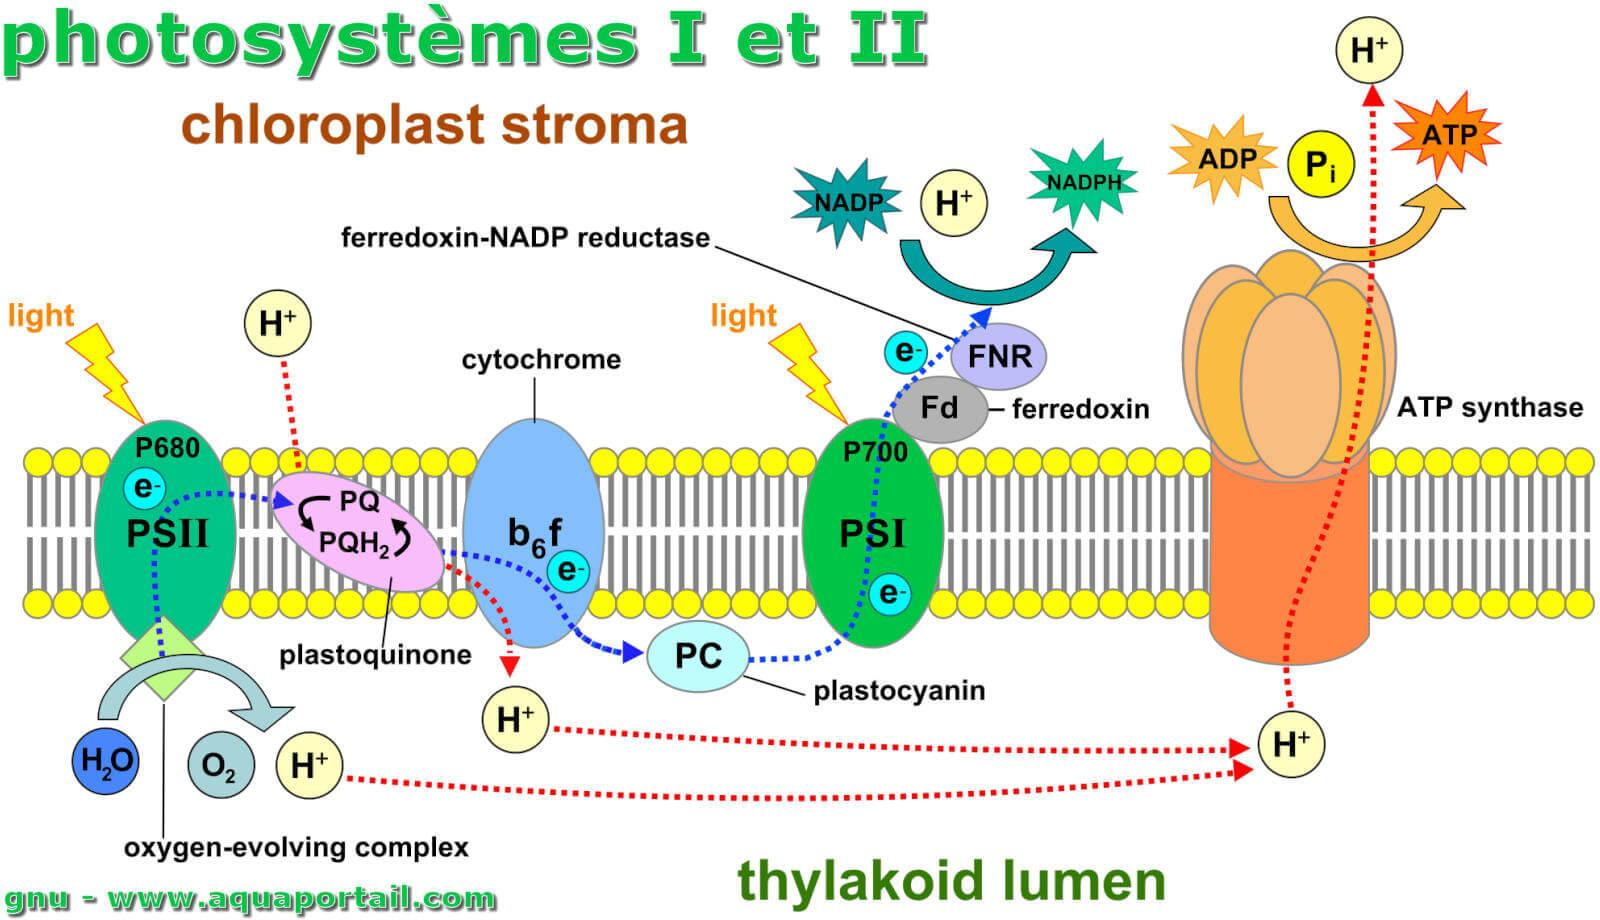 photosystèmes I et II
chloroplast stroma
H⁺
ADP
Pᵢ
ATP
NADP
H⁺
NADPH
ferredoxin-NADP reductase
light
H⁺
light
cytochrome
e⁻
FNR
Fd
ferredoxin
ATP synthase
P680
e⁻
PSII
PQ
PQH₂
b₆f
e⁻
P700
PSI
e⁻
plastoquinone
PC
plastocyanin
H⁺
H⁺
H₂O
O₂
H⁺
oxygen-evolving complex
thylakoid lumen
gnu - www.aquaportail.com